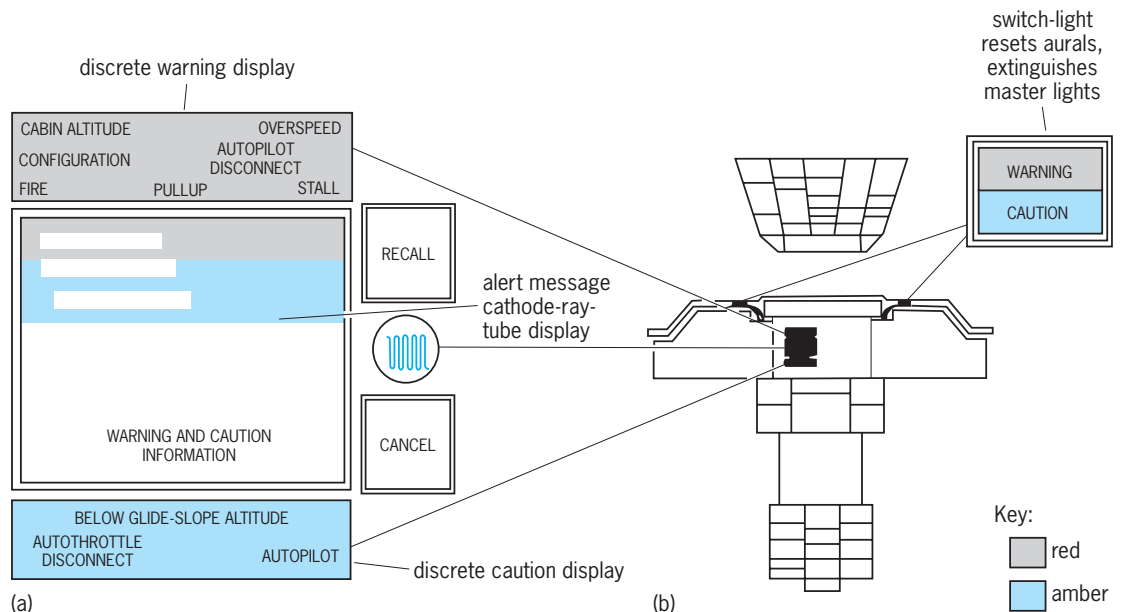 discrete warning display
CABIN ALTITUDE
OVERSPEED
CONFIGURATION
AUTOPILOT
DISCONNECT
FIRE
PULLUP
STALL
RECALL
alert message
cathode-ray-
tube display
CANCEL
WARNING AND CAUTION
INFORMATION
BELOW GLIDE-SLOPE ALTITUDE
AUTOTHROTTLE
DISCONNECT
AUTOPILOT
discrete caution display
(a)
switch-light
resets aurals,
extinguishes
master lights
WARNING
CAUTION
(b)
Key:
red
amber